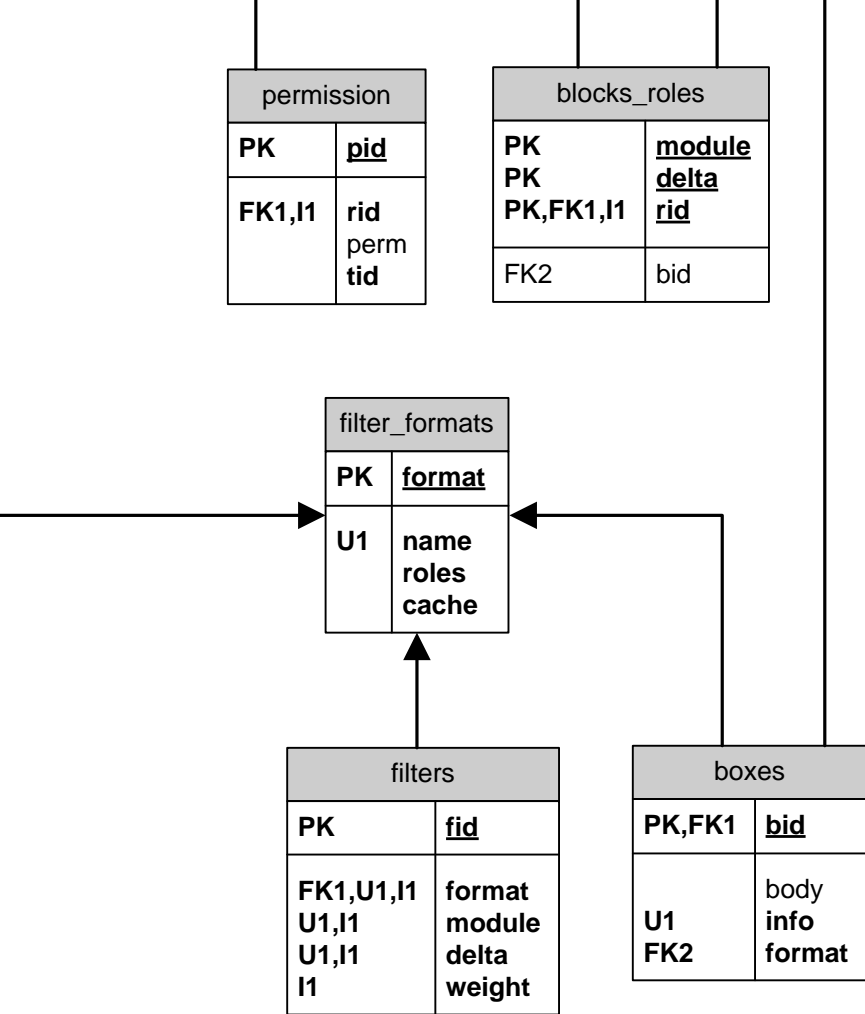 permission
PK pid
FK1,I1 rid
perm
tid
blocks_roles
PK module
PK delta
PK,FK1,I1 rid
FK2 bid
filter_formats
PK format
U1 name
roles
cache
filters
PK fid
FK1,U1,I1 format
U1,I1 module
U1,I1 delta
I1 weight
boxes
PK,FK1 bid
body
U1 info
FK2 format